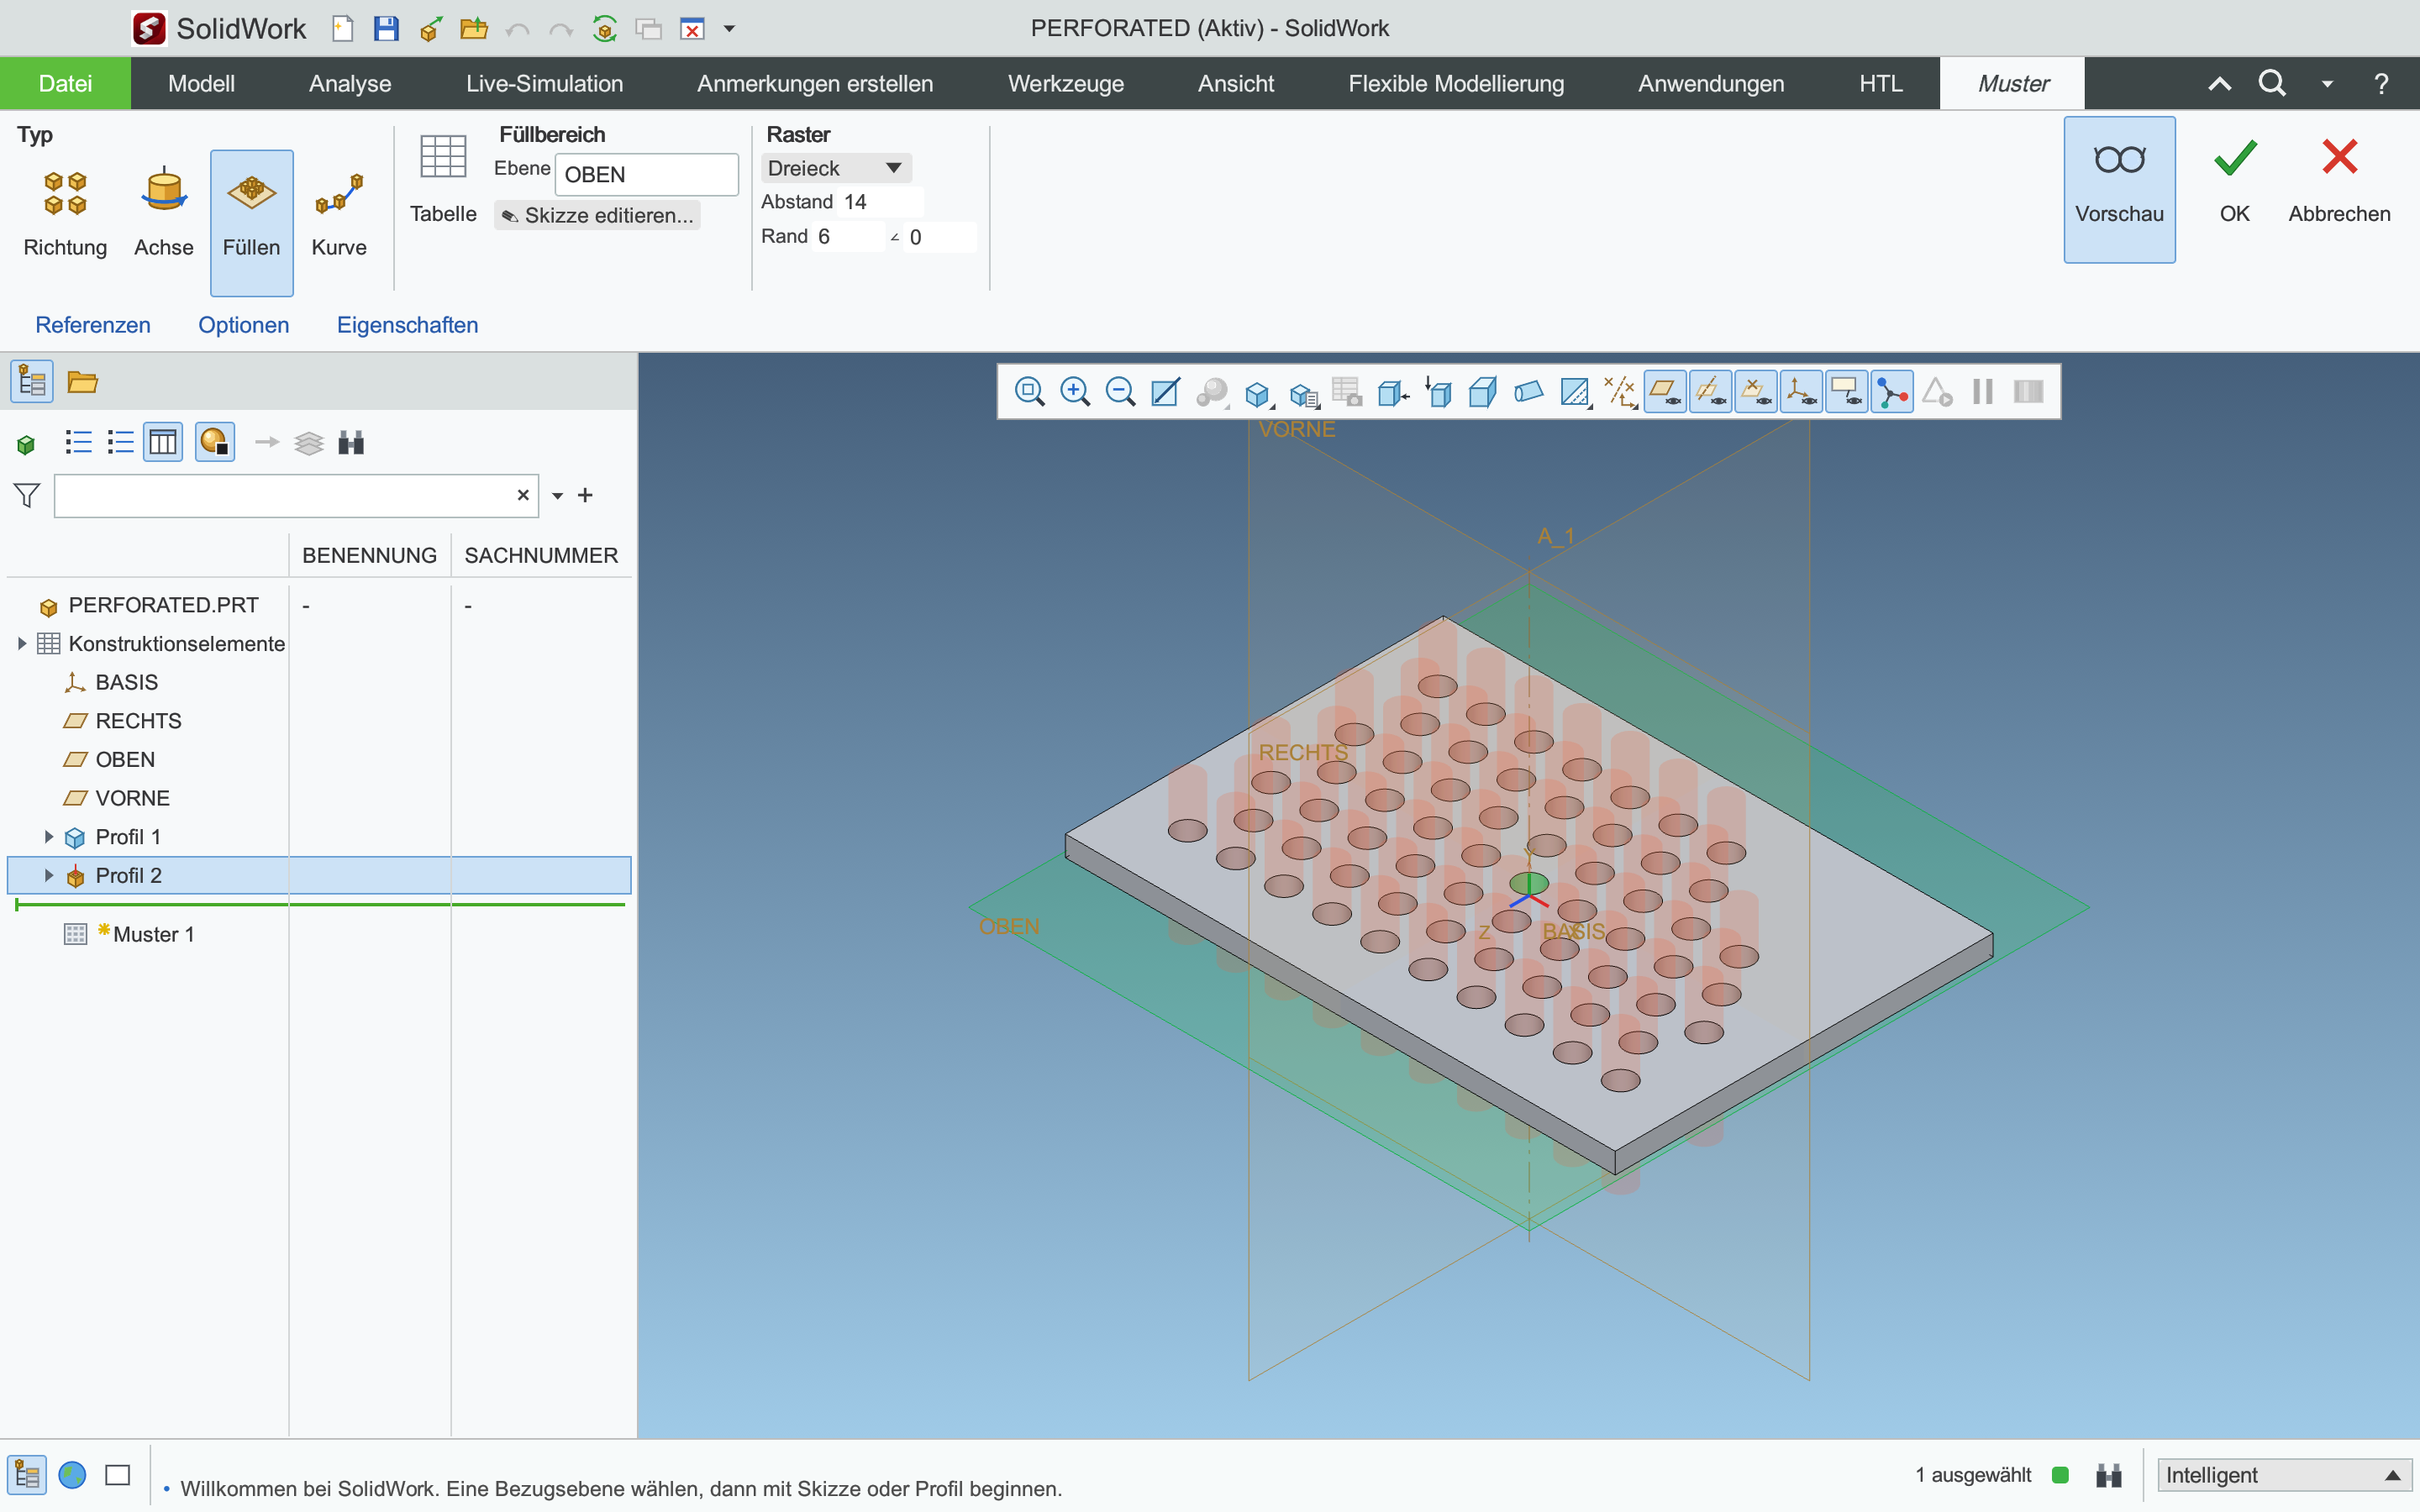 SolidWork
PERFORATED (Aktiv) - SolidWork
Datei Modell Analyse Live-Simulation Anmerkungen erstellen Werkzeuge Ansicht Flexible Modellierung Anwendungen HTL Muster ?
Typ
Richtung Achse Füllen Kurve
Tabelle
Füllbereich
Ebene OBEN
Skizze editieren...
Raster
Dreieck
Abstand 14
Rand 6 ∠ 0
Vorschau OK Abbrechen
Referenzen Optionen Eigenschaften
BENENNUNG SACHNUMMER
PERFORATED.PRT - -
Konstruktionselemente
BASIS
RECHTS
OBEN
VORNE
Profil 1
Profil 2
Muster 1
VORNE
A_1
RECHTS
OBEN
Y
Z
X
BASIS
• Willkommen bei SolidWork. Eine Bezugsebene wählen, dann mit Skizze oder Profil beginnen.
1 ausgewählt
Intelligent